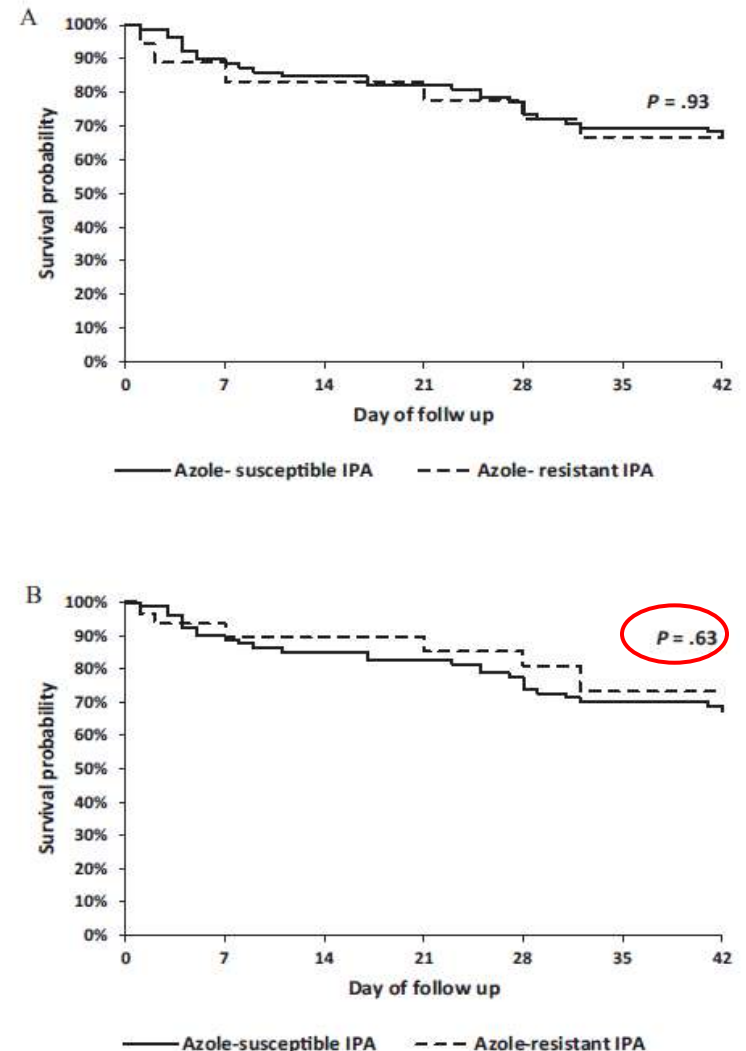 A
100%
90%
80%
70%
60%
50%
40%
30%
20%
10%
0%
Survival probability
P = .93
0 7 14 21 28 35 42
Day of follw up
Azole- susceptible IPA Azole- resistant IPA
B
100%
90%
80%
70%
60%
50%
40%
30%
20%
10%
0%
Survival probability
P = .63
0 7 14 21 28 35 42
Day of follow up
Azole-susceptible IPA Azole-resistant IPA